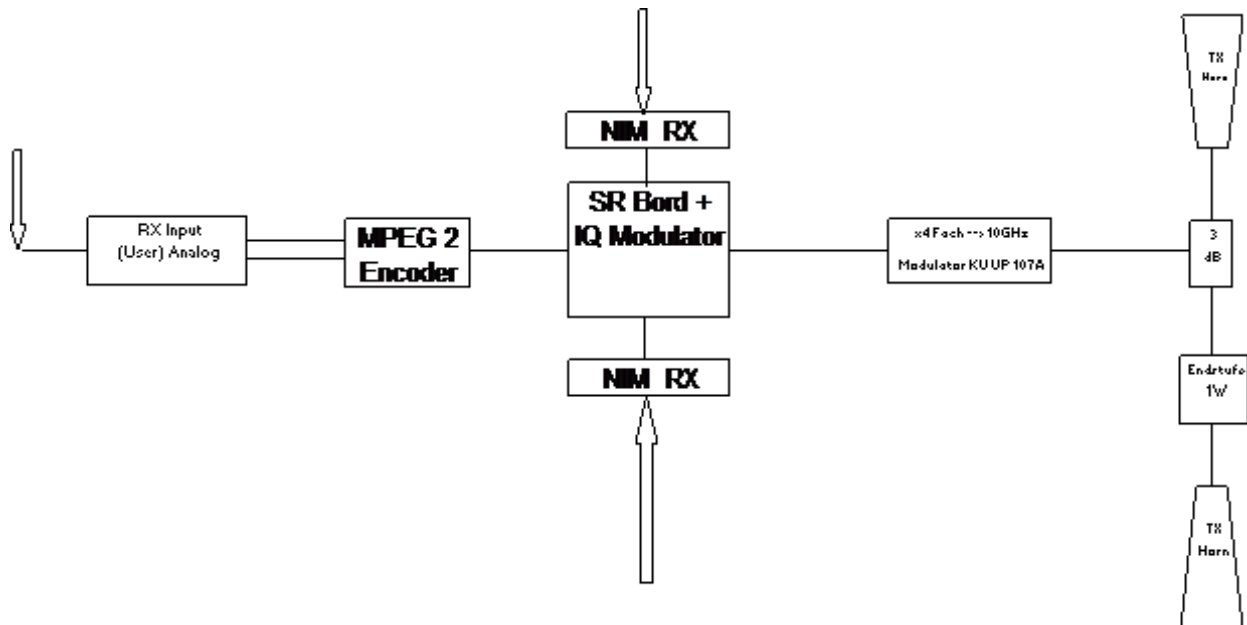 TX
Horn
NIM RX
SR Bord +
IQ Modulator
RX Input
(User) Analog
MPEG 2
Encoder
x4 Fach --> 10GHz
Modulator KU UP 107A
3
dB
NIM RX
Endstufe
1W
TX
Horn